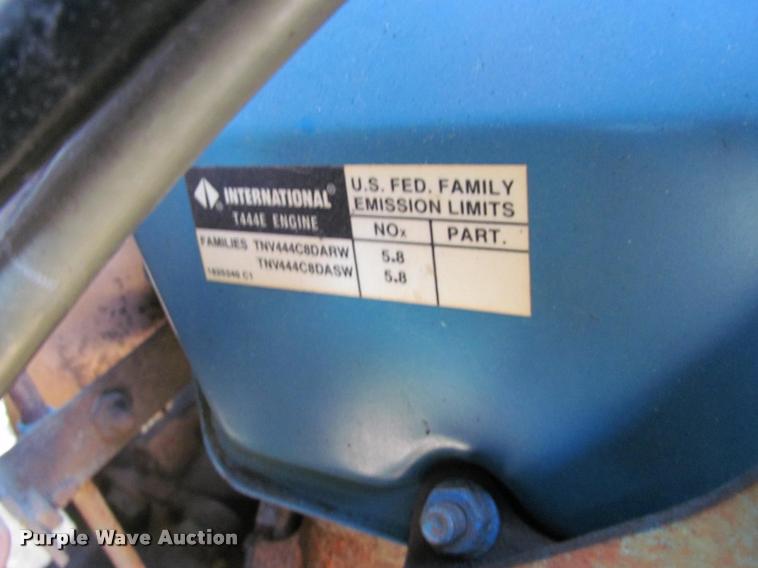 INTERNATIONAL®
T444E ENGINE
U.S. FED. FAMILY
EMISSION LIMITS
NOx PART.
FAMILIES TNV444C8DARW 5.8
TNV444C8DASW 5.8
C1
Purple Wave Auction